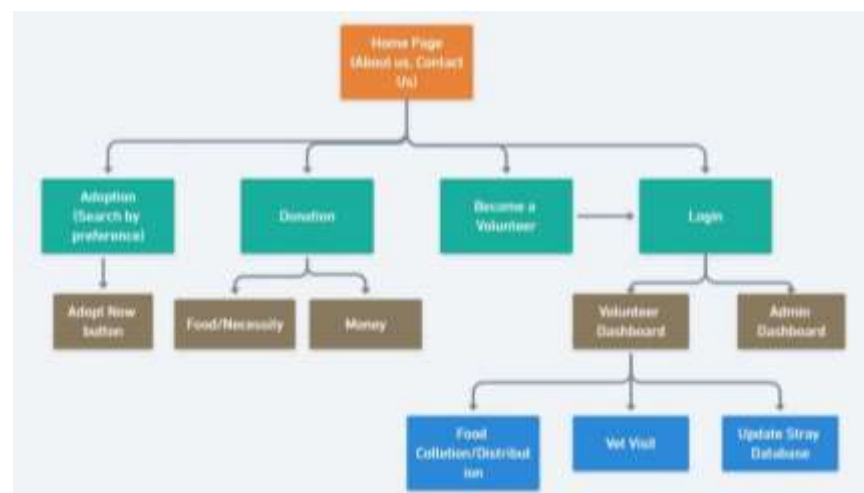 Home Page
(About us, Contact
Us)
Adoption
(Search by
preference)
Donation
Become a
Volunteer
Login
Adopt Now
button
Food/Necessity
Money
Volunteer
Dashboard
Admin
Dashboard
Food
Colletion/Distribut
ion
Vet Visit
Update Stray
Database